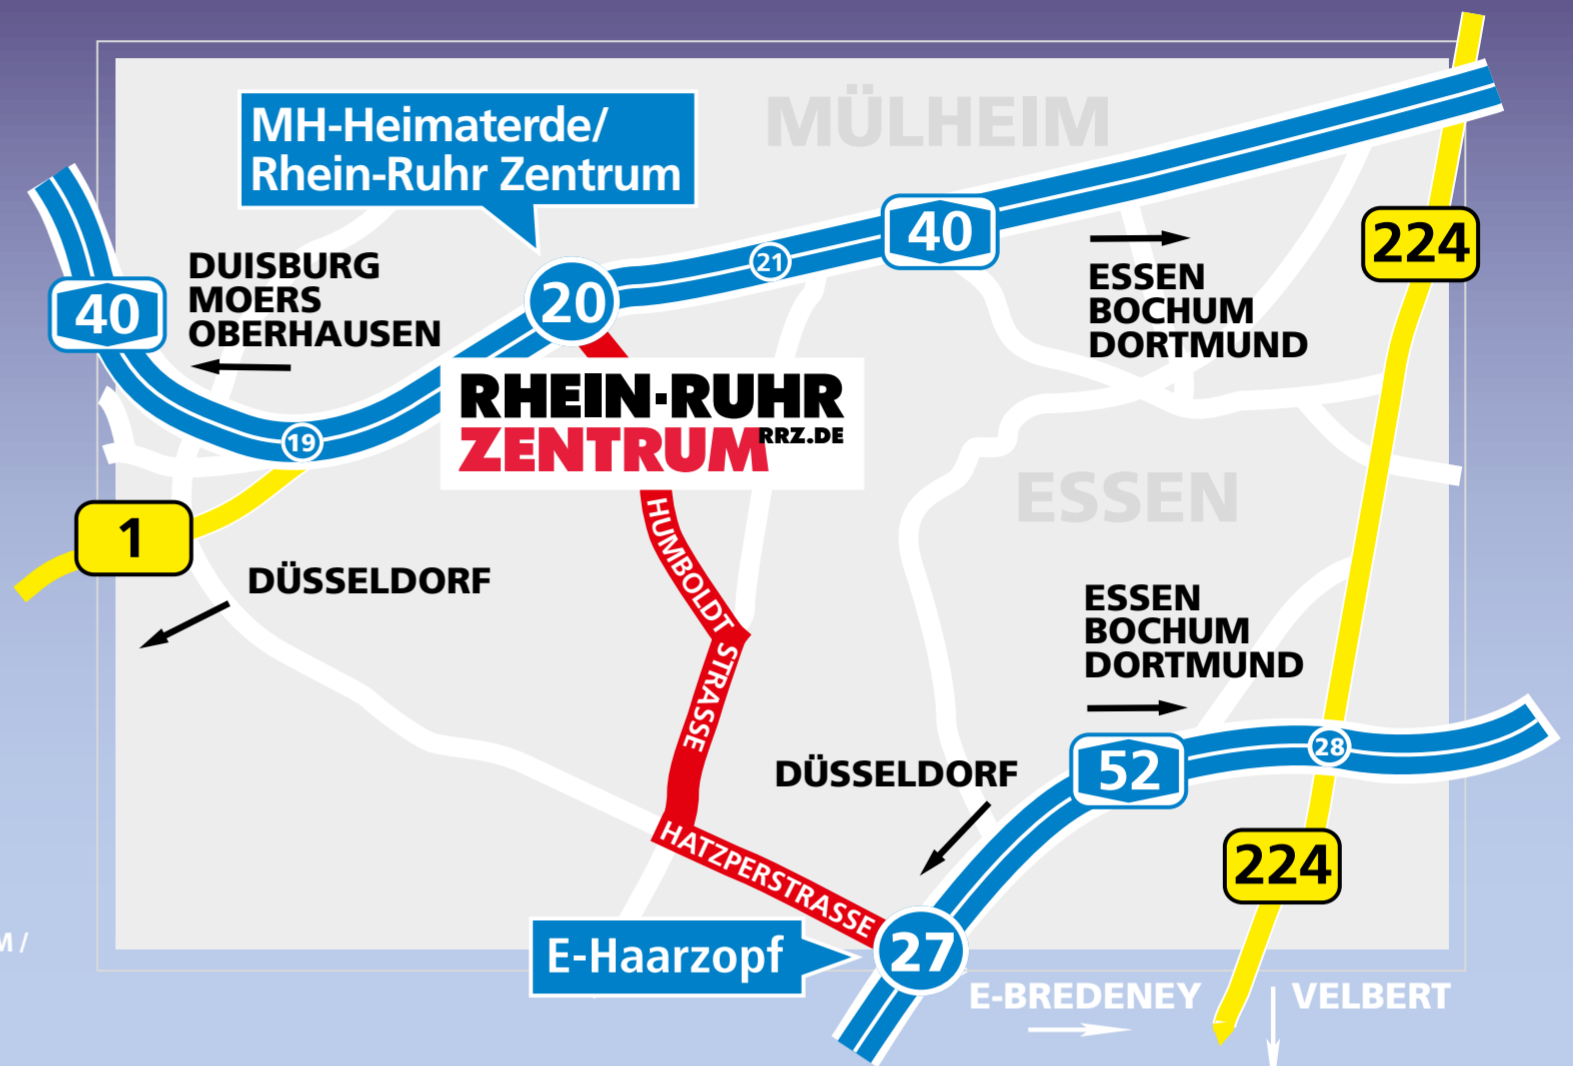 MÜLHEIM
MH-Heimaterde/
Rhein-Ruhr Zentrum
40
224
DUISBURG
MOERS
OBERHAUSEN
40
20
21
ESSEN
BOCHUM
DORTMUND
19
RHEIN-RUHR
ZENTRUM
RRZ.DE
ESSEN
1
HUMBOLDT STRASSE
DÜSSELDORF
ESSEN
BOCHUM
DORTMUND
DÜSSELDORF
52
28
HATZPERSTRASSE
224
E-Haarzopf
27
M /
E-BREDENEY
VELBERT